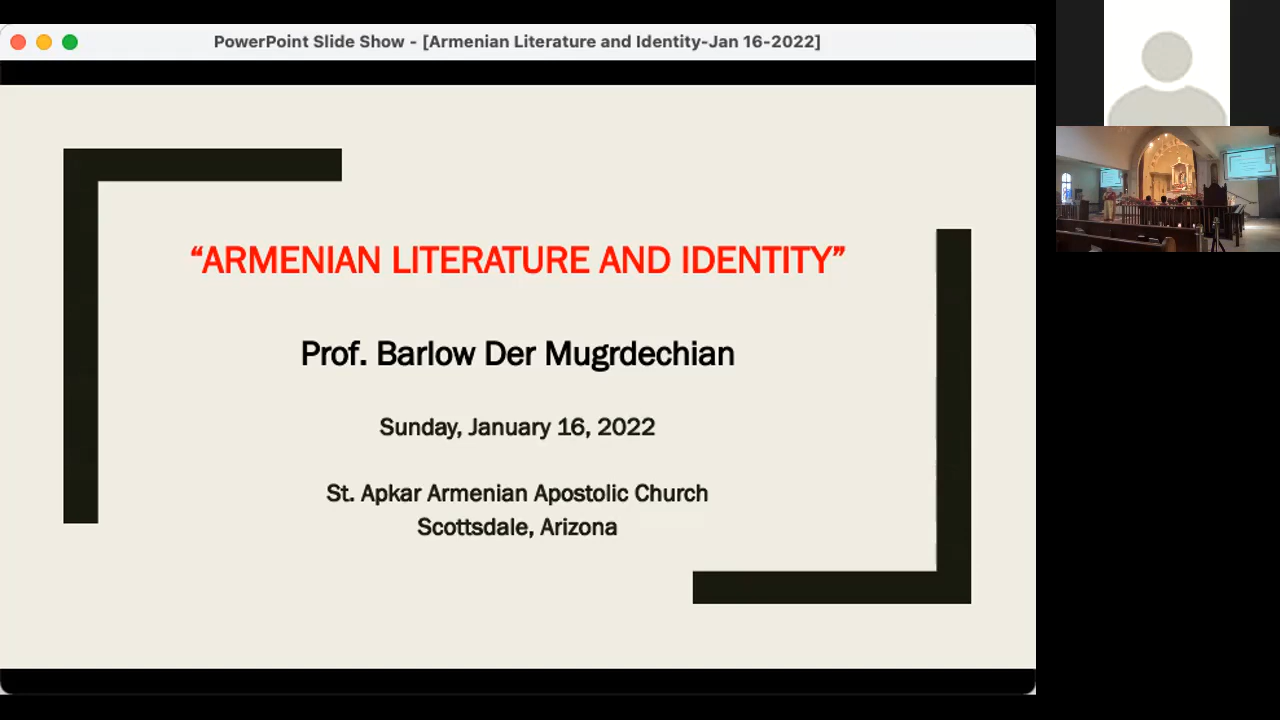 PowerPoint Slide Show - [Armenian Literature and Identity-Jan 16-2022]
“ARMENIAN LITERATURE AND IDENTITY”
Prof. Barlow Der Mugrdechian
Sunday, January 16, 2022
St. Apkar Armenian Apostolic Church
Scottsdale, Arizona